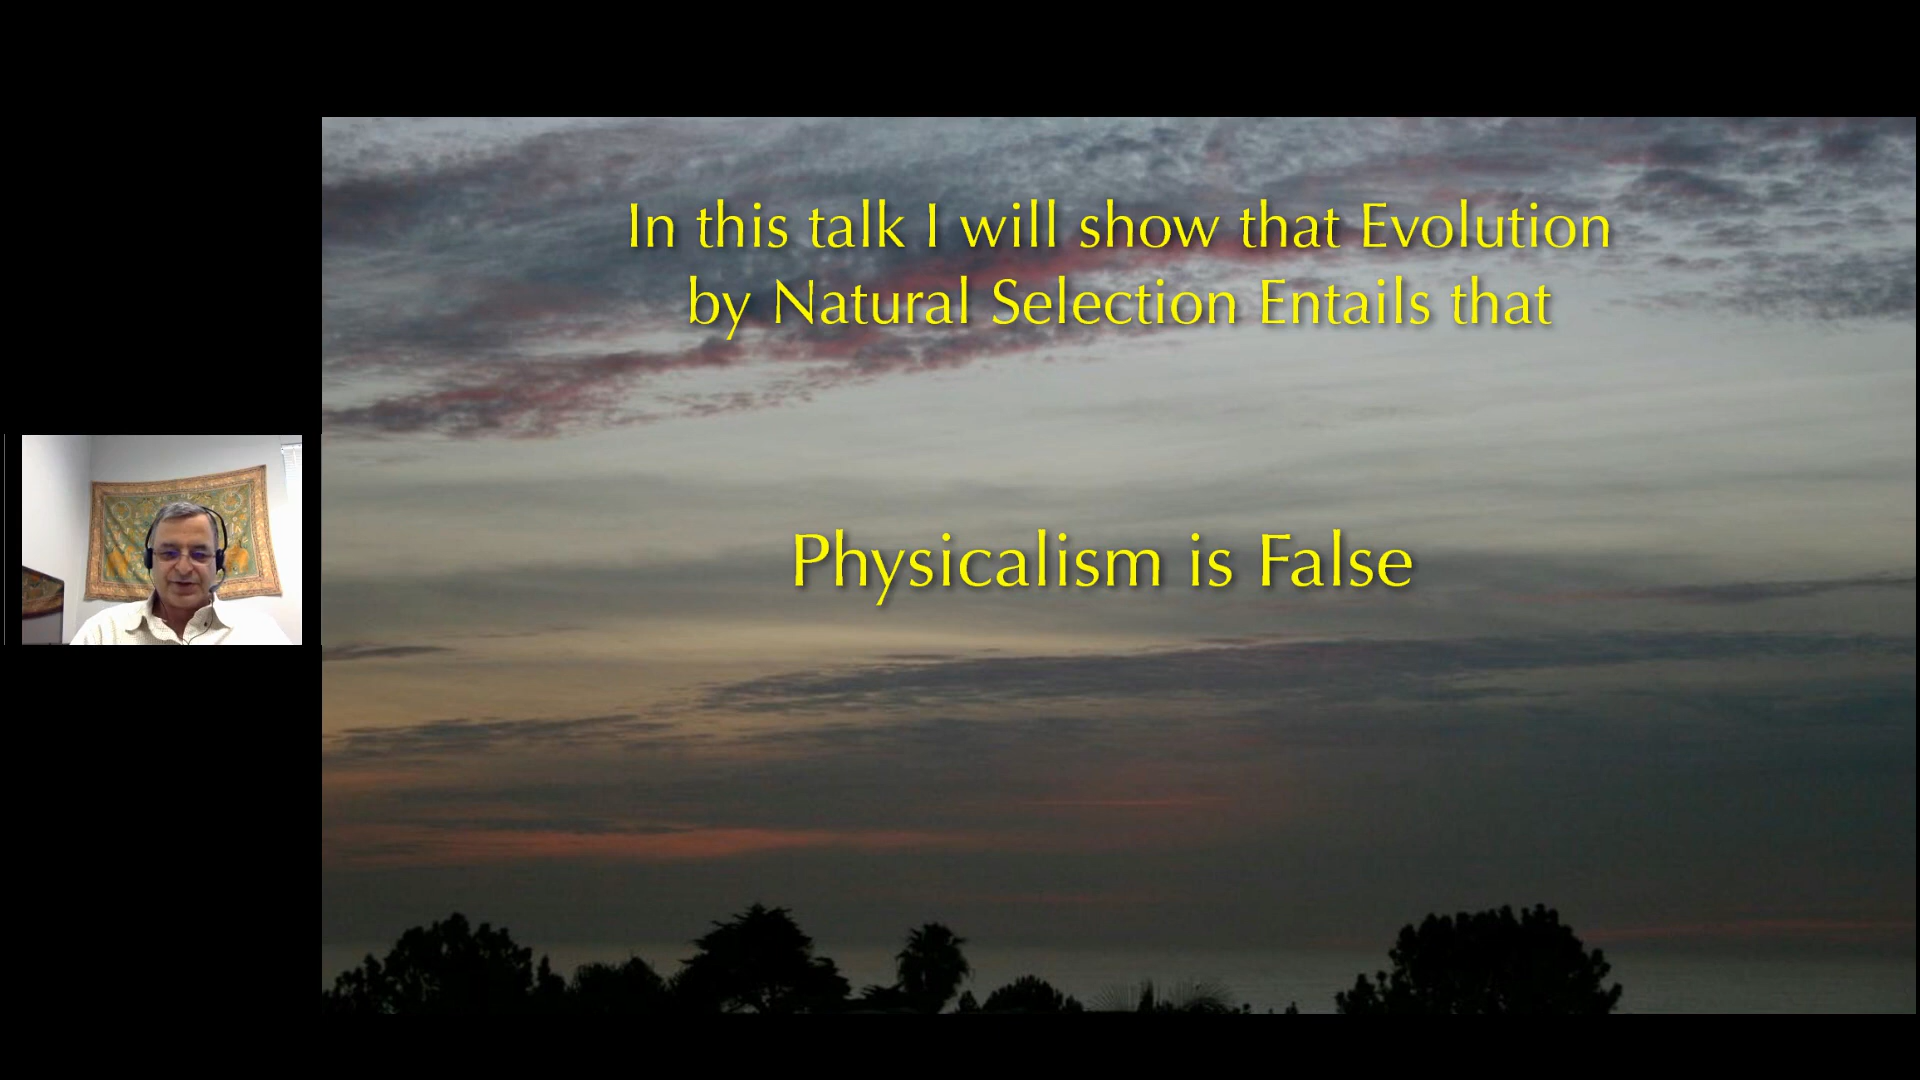 In this talk I will show that Evolution
by Natural Selection Entails that
Physicalism is False